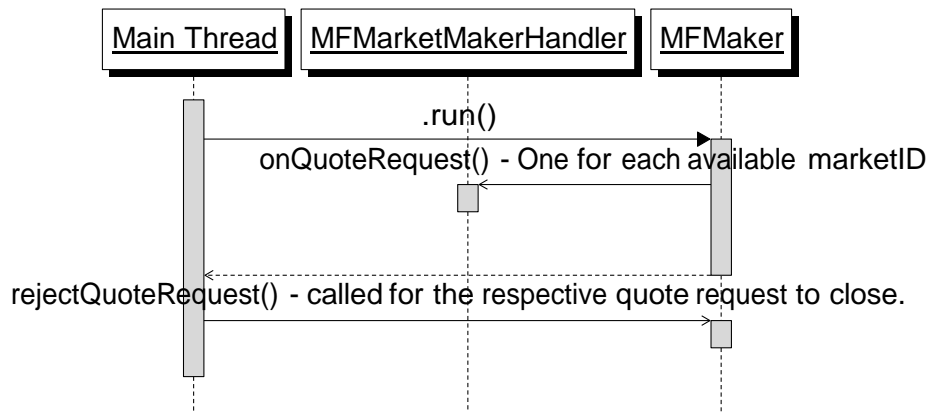 Main Thread
MFMarketMakerHandler
MFMaker
.run()
onQuoteRequest() - One for each available marketID
rejectQuoteRequest() - called for the respective quote request to close.